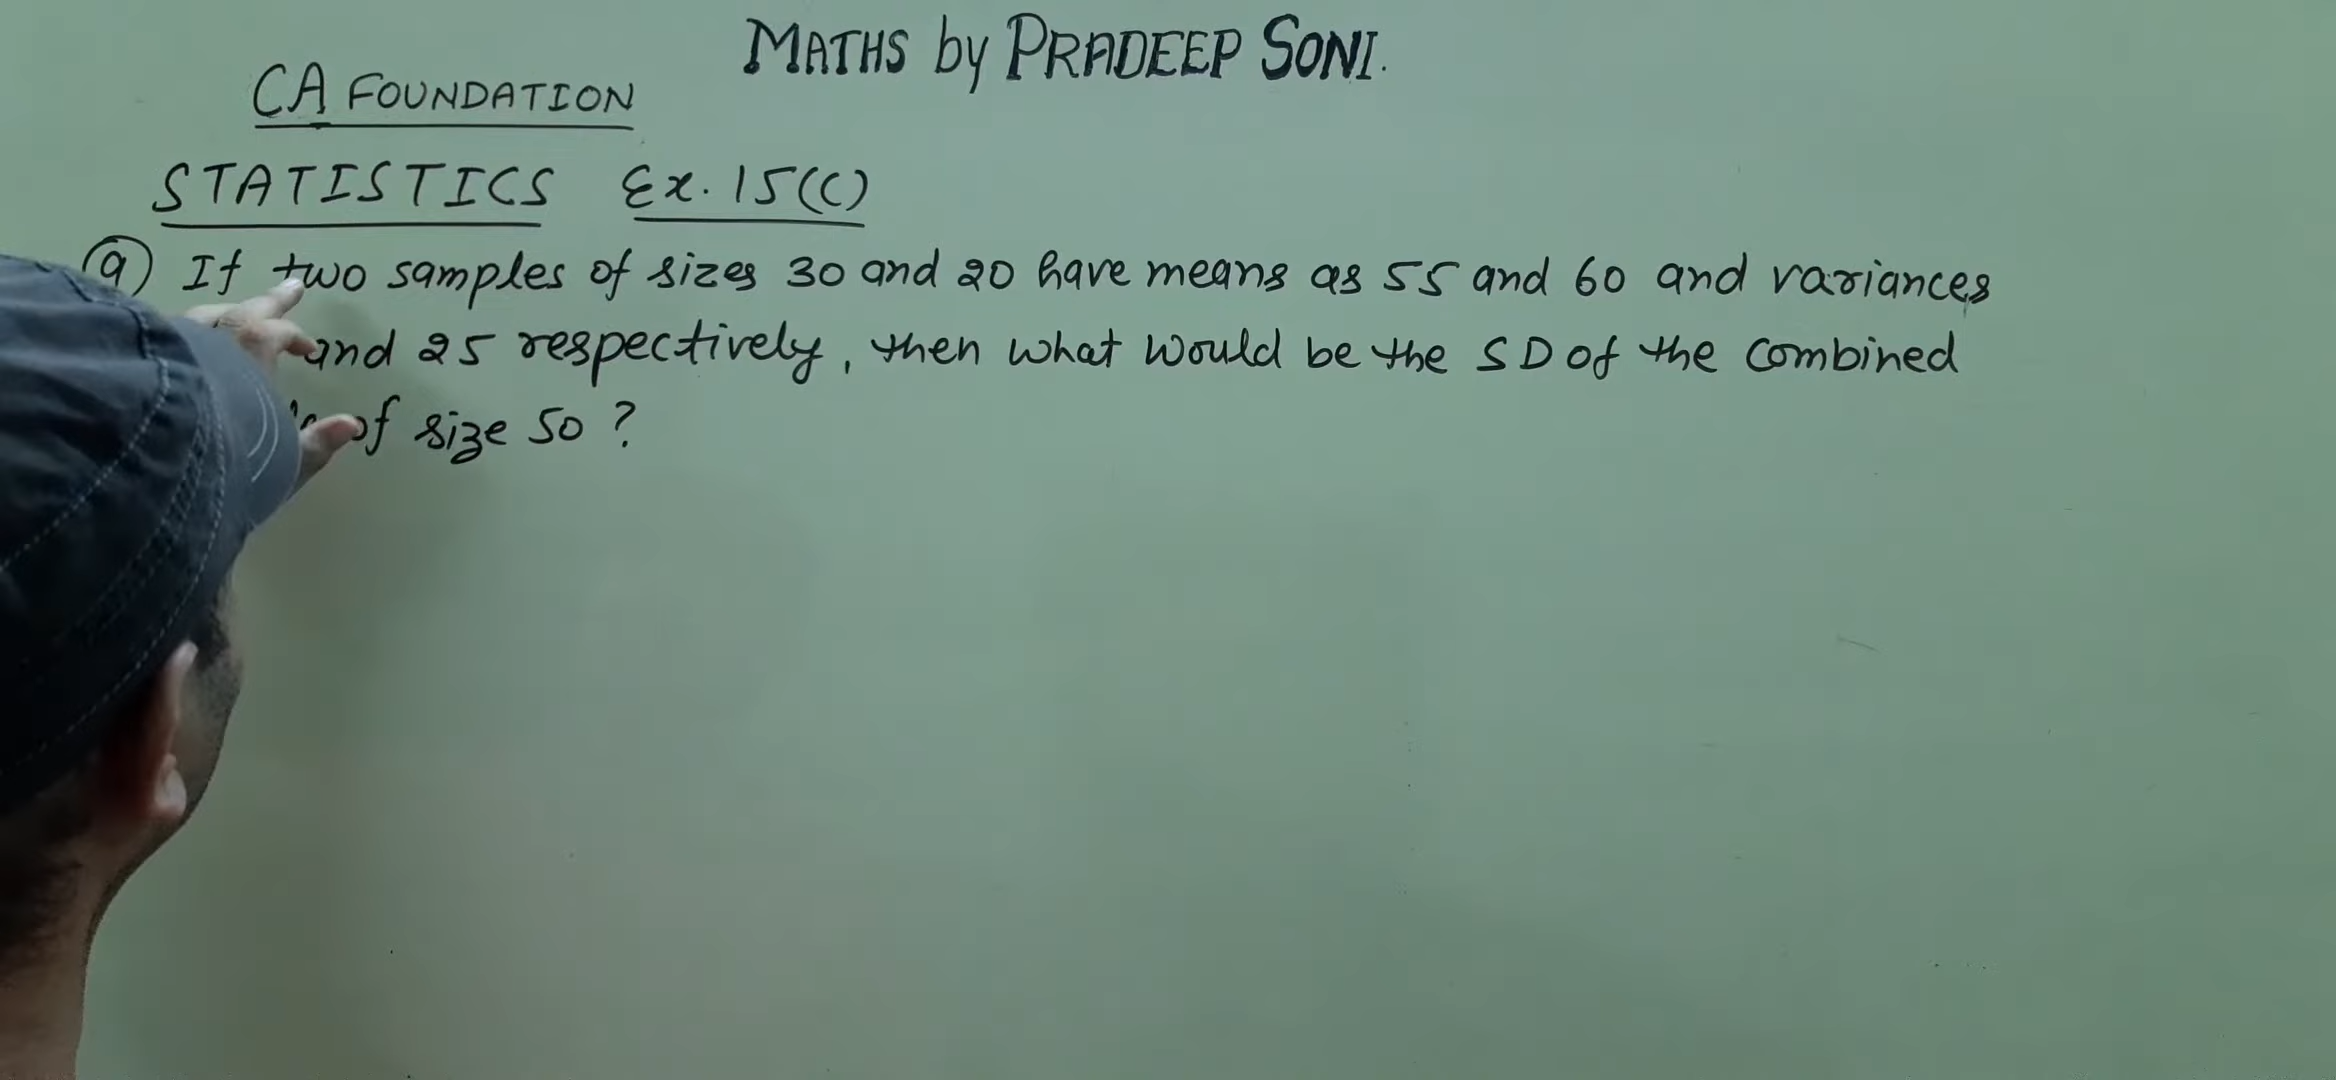 MATHS by PRADEEP SONI.
CA FOUNDATION
STATISTICS Ex. 15(C)
9) If two samples of sizes 30 and 20 have means as 55 and 60 and variances
and 25 respectively, then what would be the SD of the combined
of size 50 ?